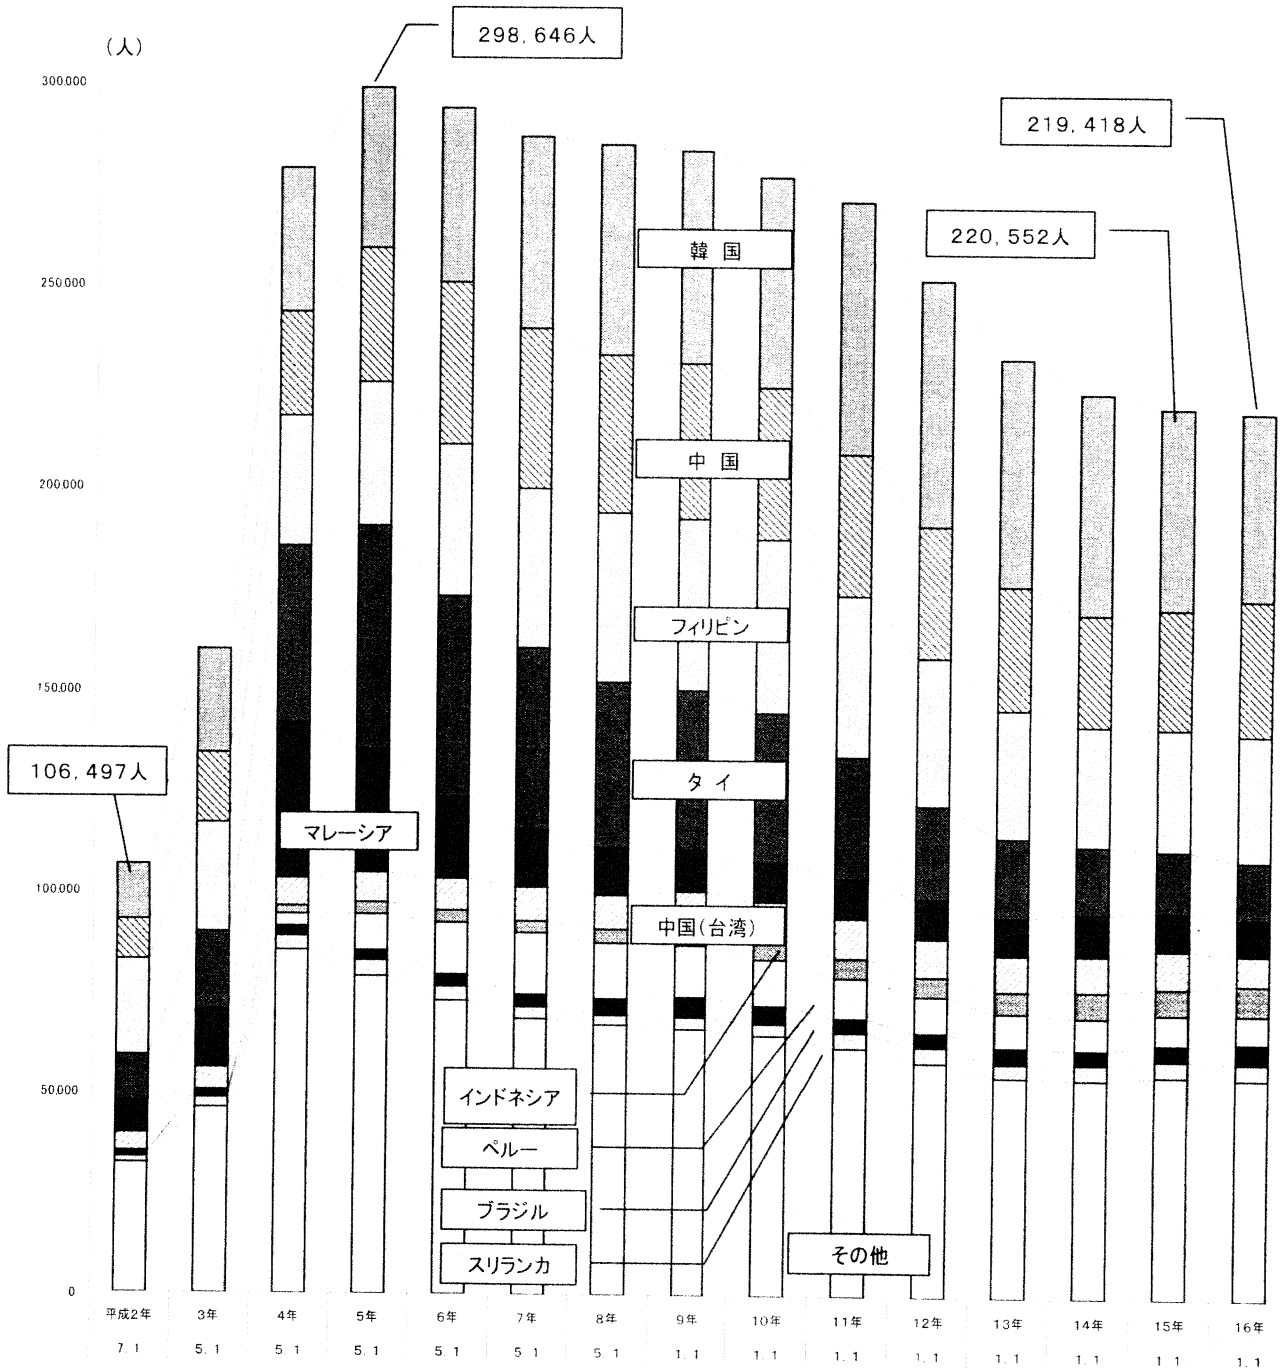 298,646人
(人)
300,000
219,418人
220,552人
韓国
250,000
中国
200,000
フィリピン
150,000
106,497人
タイ
マレーシア
100,000
中国(台湾)
50,000
インドネシア
ペルー
ブラジル
スリランカ
その他
0
平成2年 3年 4年 5年 6年 7年 8年 9年 10年 11年 12年 13年 14年 15年 16年
7.1 5.1 5.1 5.1 5.1 5.1 5.1 1.1 1.1 1.1 1.1 1.1 1.1 1.1 1.1